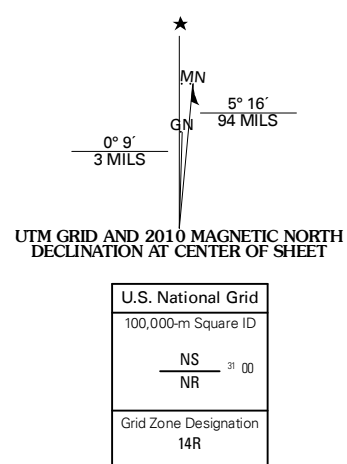 ★
MN
5° 16´
94 MILS
GN
0° 9´
3 MILS
UTM GRID AND 2010 MAGNETIC NORTH
DECLINATION AT CENTER OF SHEET
U.S. National Grid
100,000-m Square ID
NS
31 00
NR
Grid Zone Designation
14R